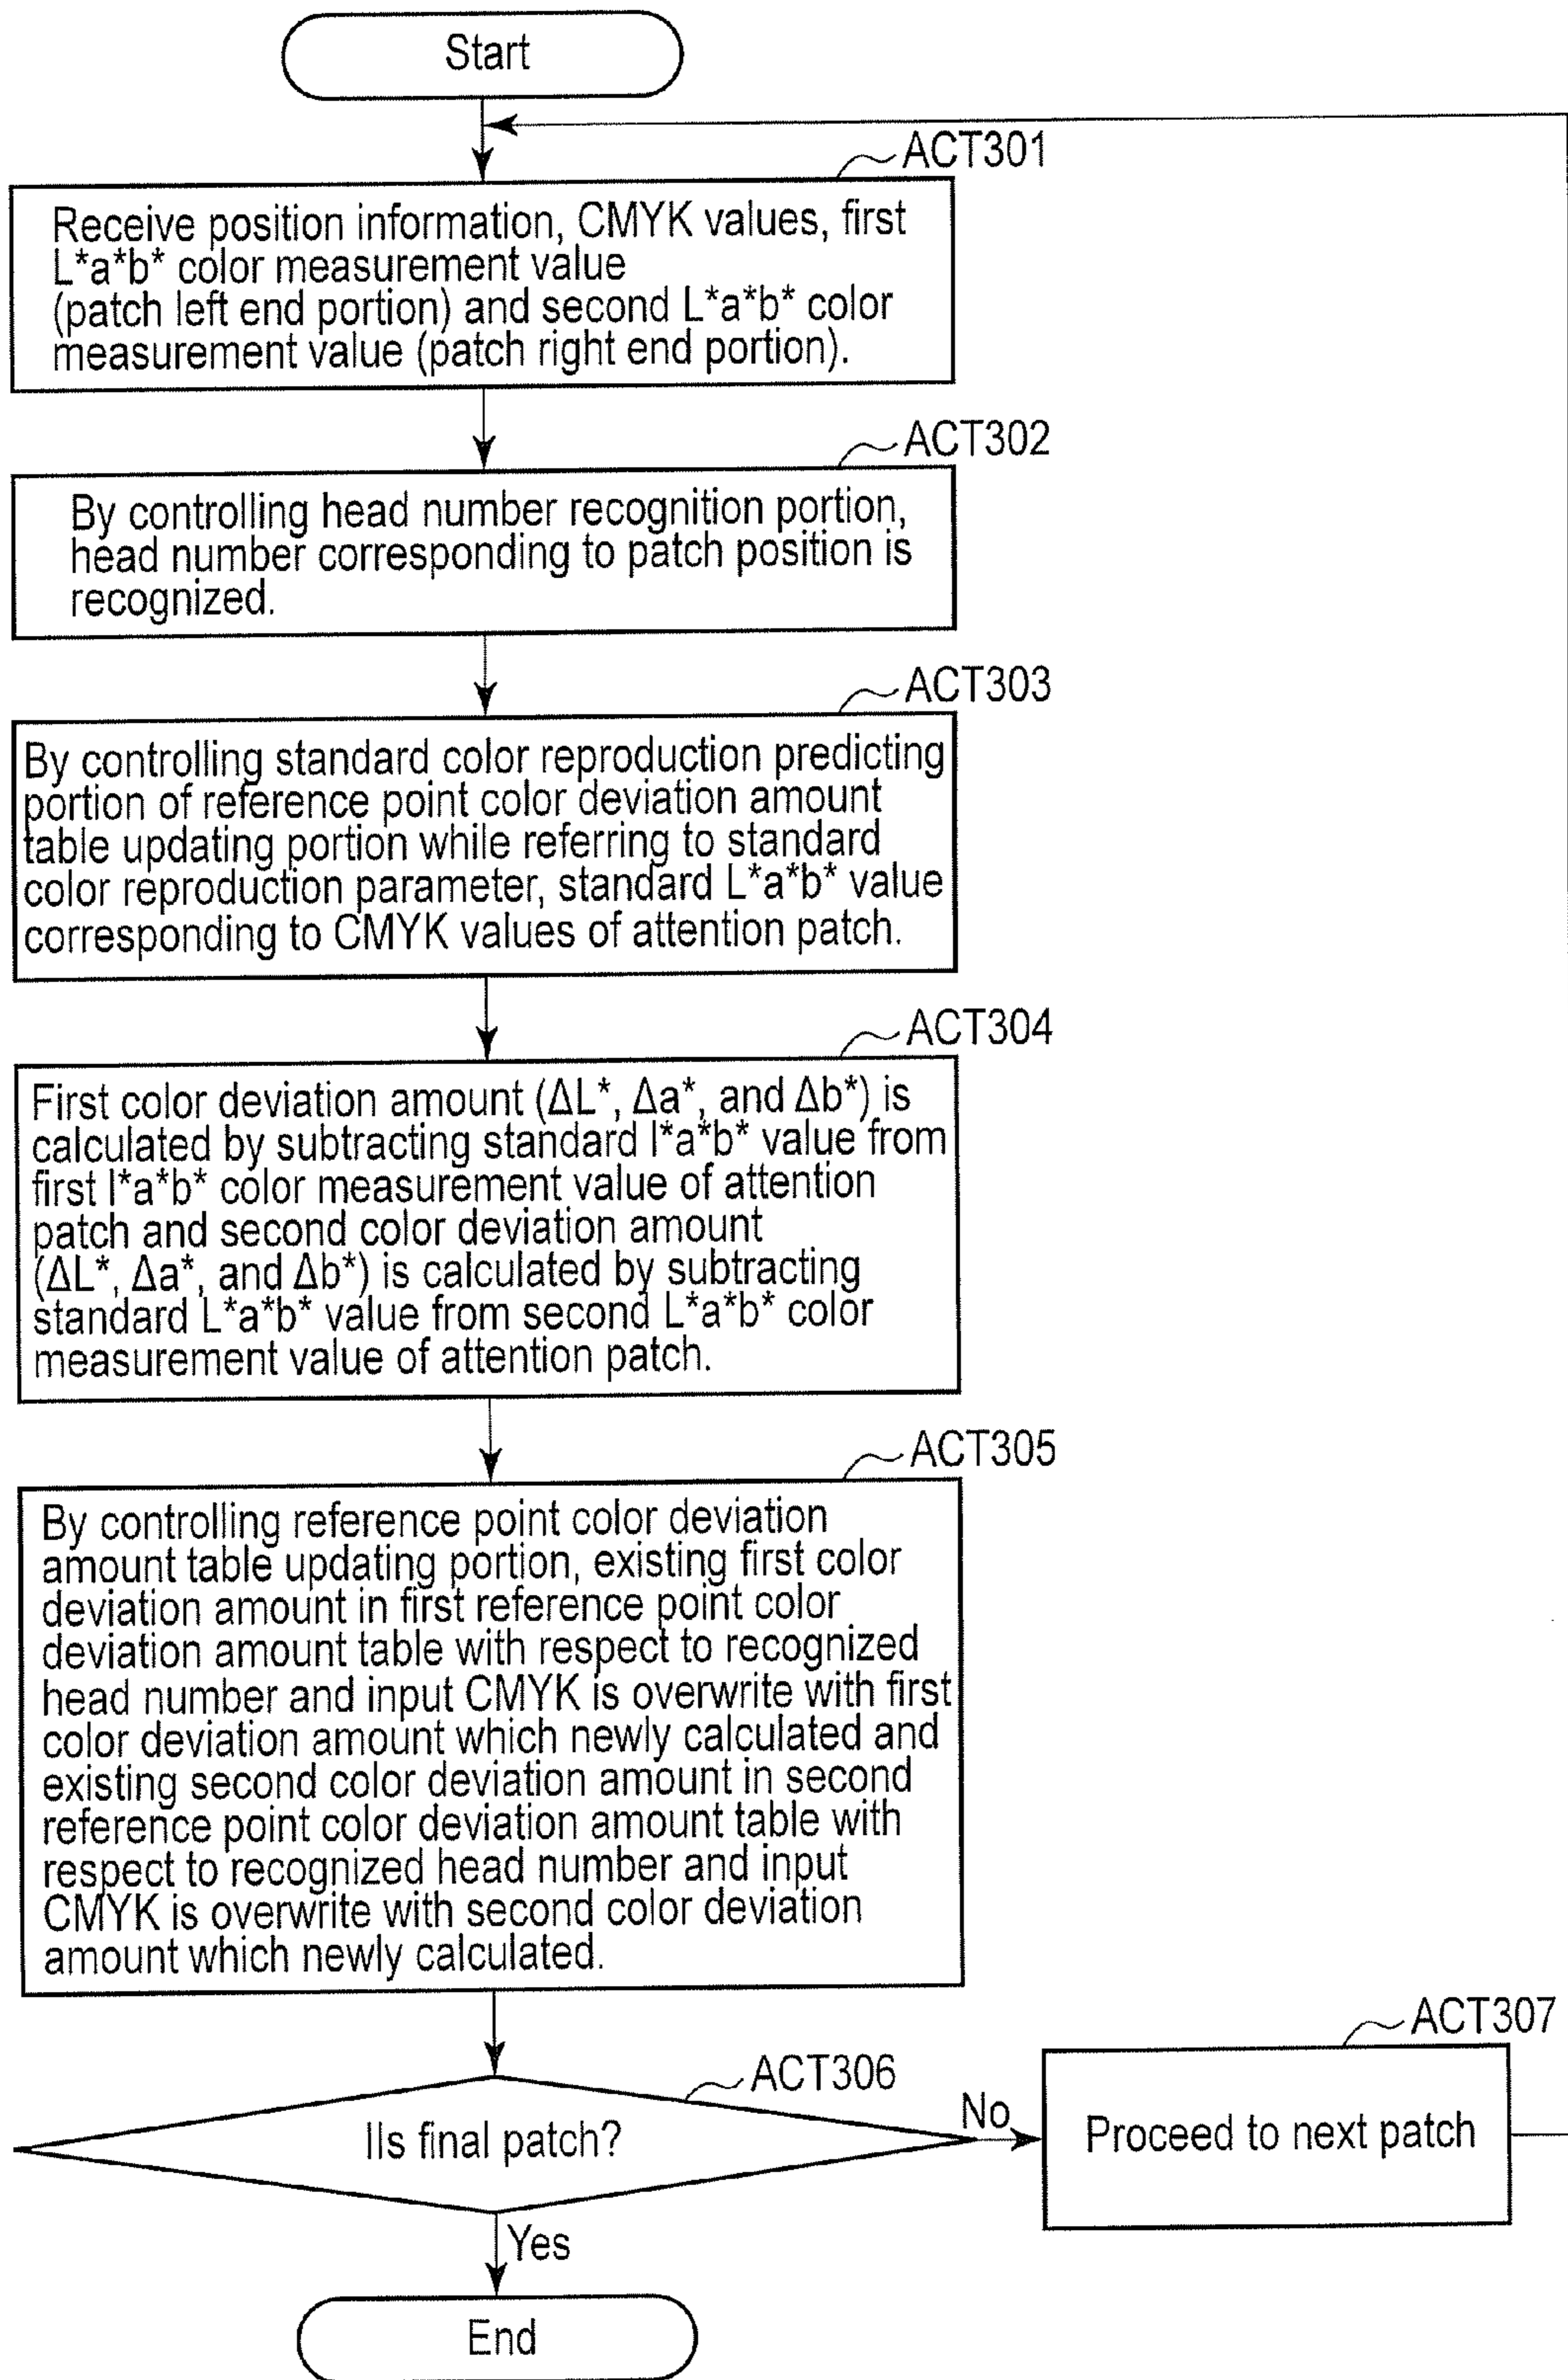 Start
ACT301
Receive position information, CMYK values, first
L*a*b* color measurement value
(patch left end portion) and second L*a*b* color
measurement value (patch right end portion).
ACT302
By controlling head number recognition portion,
head number corresponding to patch position is
recognized.
ACT303
By controlling standard color reproduction predicting
portion of reference point color deviation amount
table updating portion while referring to standard
color reproduction parameter, standard L*a*b* value
corresponding to CMYK values of attention patch.
ACT304
First color deviation amount (ΔL*, Δa*, and Δb*) is
calculated by subtracting standard l*a*b* value from
first l*a*b* color measurement value of attention
patch and second color deviation amount
(ΔL*, Δa*, and Δb*) is calculated by subtracting
standard L*a*b* value from second L*a*b* color
measurement value of attention patch.
ACT305
By controlling reference point color deviation
amount table updating portion, existing first color
deviation amount in first reference point color
deviation amount table with respect to recognized
head number and input CMYK is overwrite with first
color deviation amount which newly calculated and
existing second color deviation amount in second
reference point color deviation amount table with
respect to recognized head number and input
CMYK is overwrite with second color deviation
amount which newly calculated.
ACT306
IIs final patch?
No
ACT307
Proceed to next patch
Yes
End